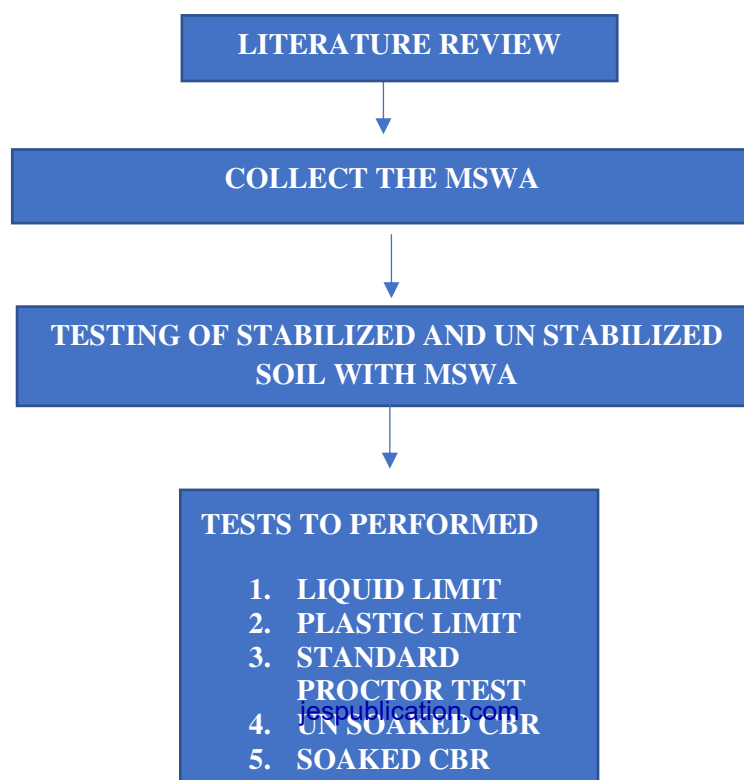 LITERATURE REVIEW
COLLECT THE MSWA
TESTING OF STABILIZED AND UN STABILIZED
SOIL WITH MSWA
TESTS TO PERFORMED
1. LIQUID LIMIT
2. PLASTIC LIMIT
3. STANDARD
PROCTOR TEST
jespublication.com
4. UN SOAKED CBR
5. SOAKED CBR